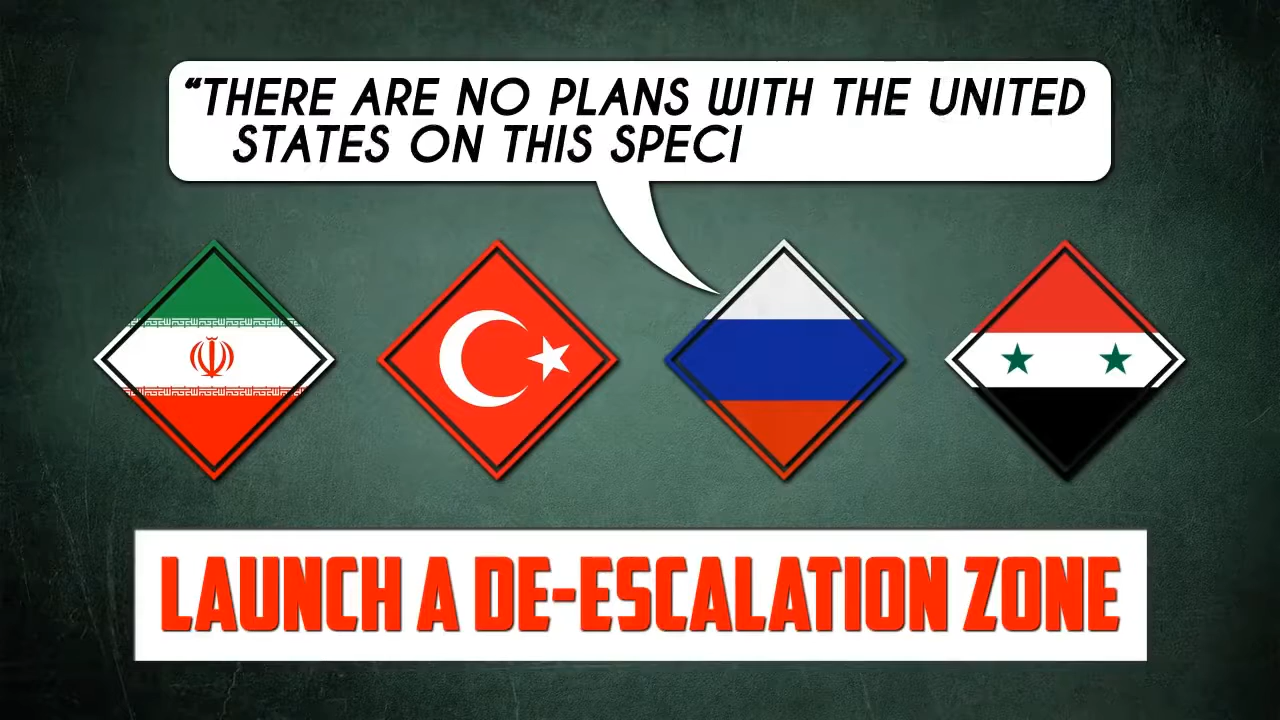 “THERE ARE NO PLANS WITH THE UNITED
STATES ON THIS SPECI
LAUNCH A DE-ESCALATION ZONE